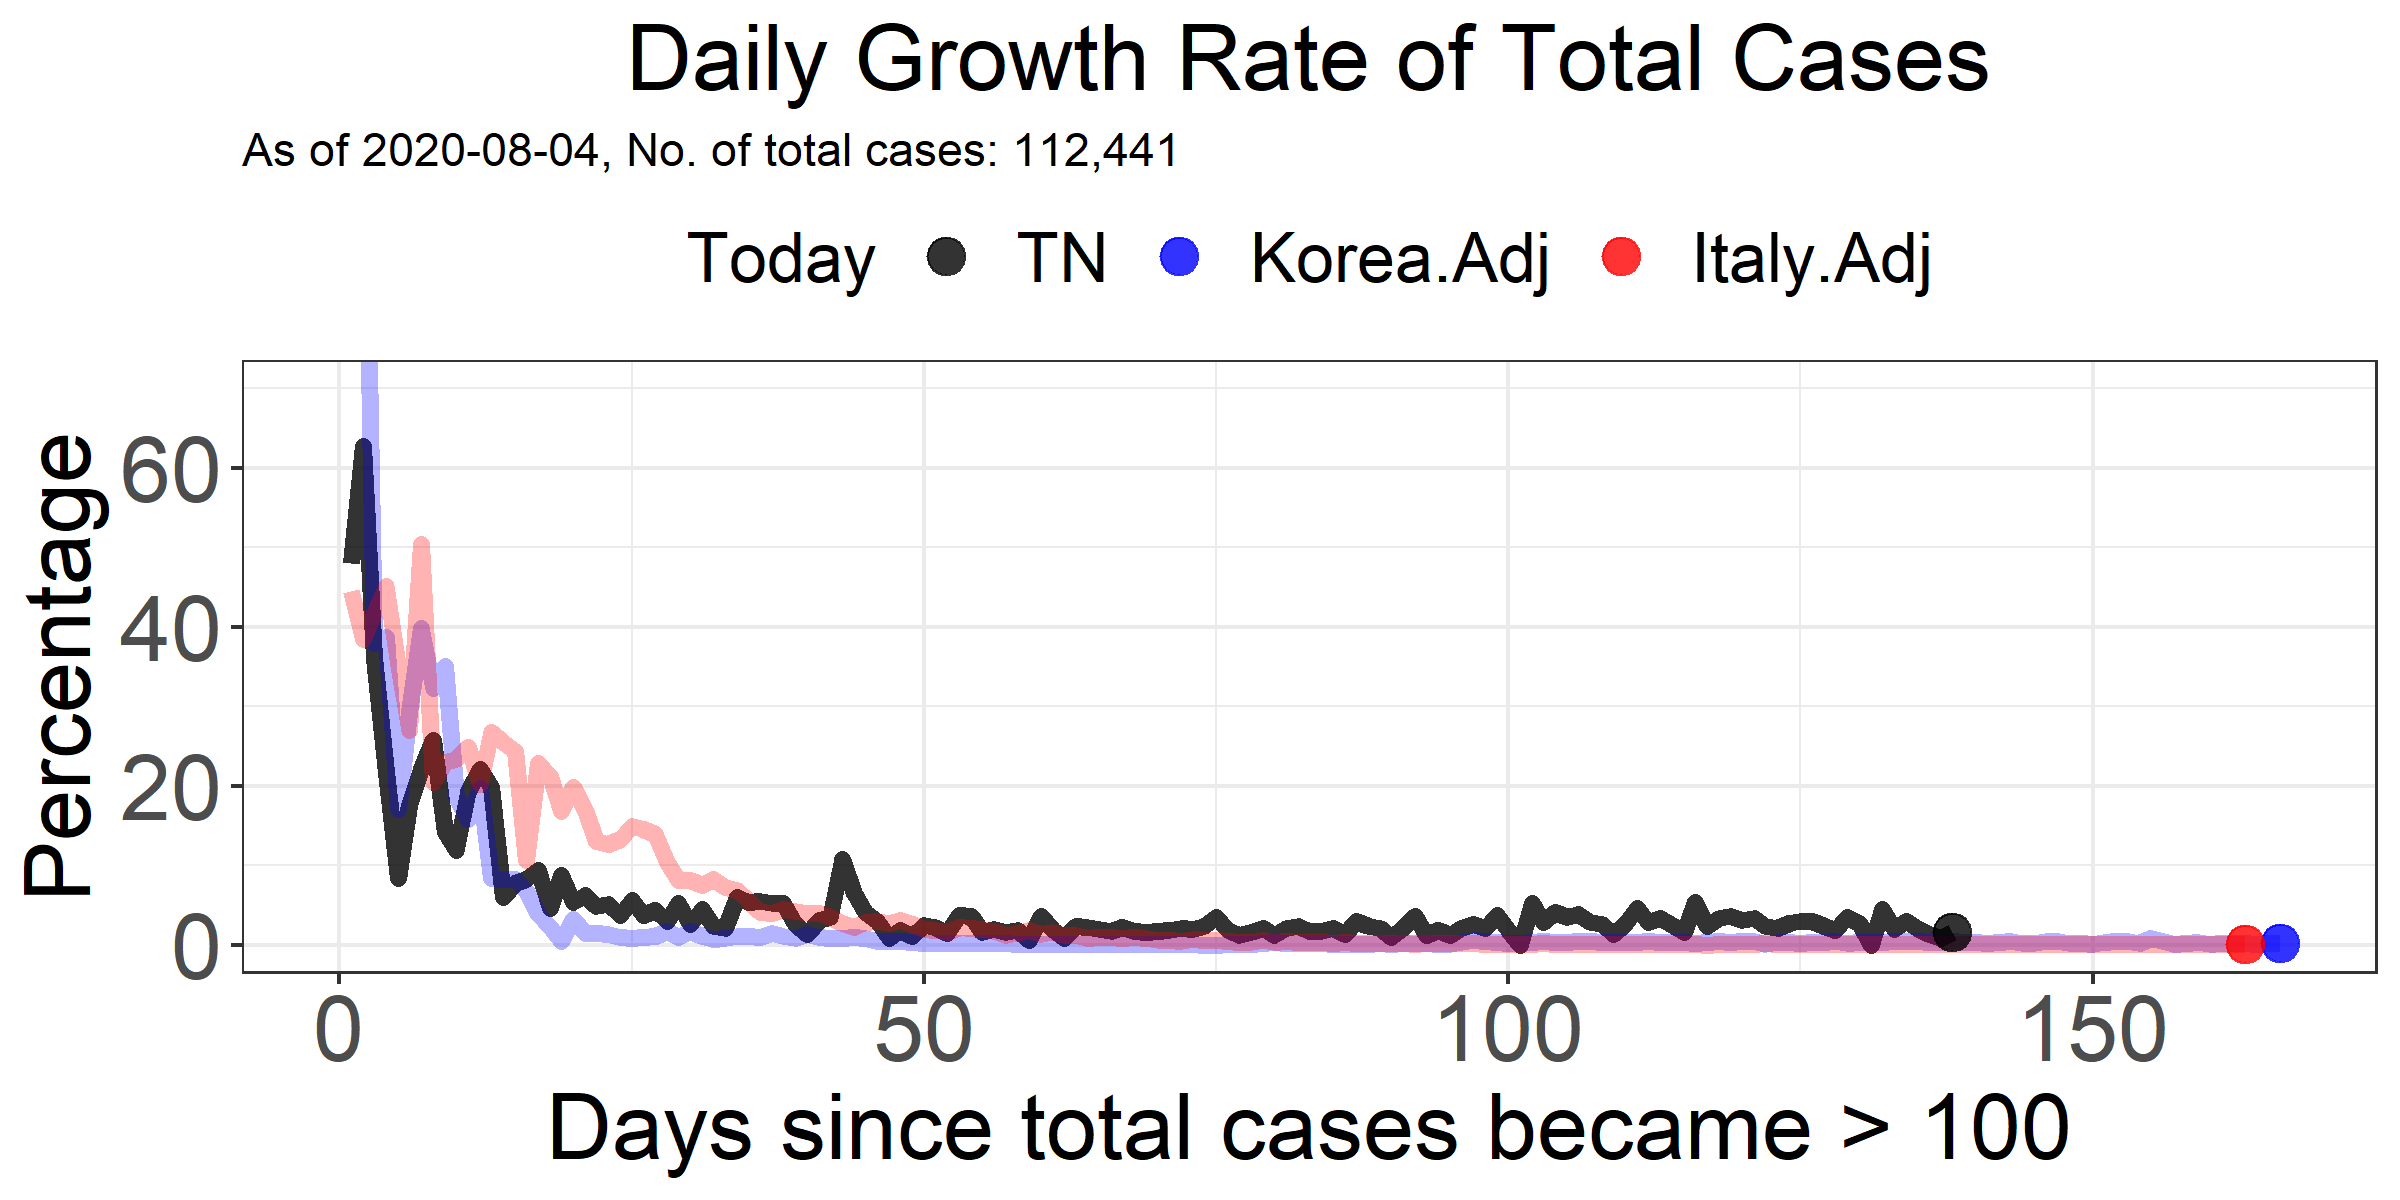 Daily Growth Rate of Total Cases
As of 2020-08-04, No. of total cases: 112,441
Today TN Korea.Adj Italy.Adj
Percentage
60
40
20
0
0 50 100 150
Days since total cases became > 100